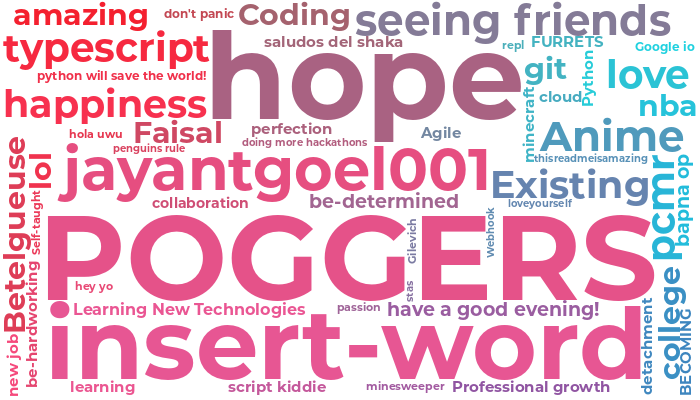 amazing
don't panic
Coding
seeing friends
typescript
saludos del shaka
repl
FURRETS
Google io
python will save the world!
hope
git
Python
love
happiness
cloud
nba
hola uwu
Faisal
perfection
Agile
minecraft
Anime
penguins rule
doing more hackathons
thisreadmeisamazing
lol
jayantgoel001
Existing
pcmr
bapna op
Betelgueuse
self-taught
collaboration
be-determined
loveyourself
POGGERS
Gilevich
Webhook
be-hardworking
hey yo
stas
college
Learning New Technologies
passion
have a good evening!
detachment
BECOMING
new job
insert-word
learning
script kiddie
minesweeper
Professional growth